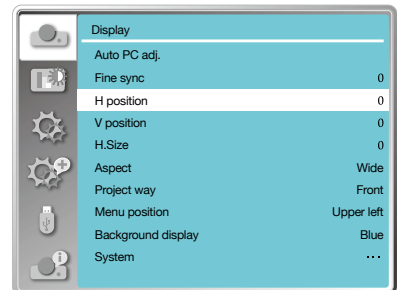 Display
Auto PC adj.
Fine sync 0
H position 0
V position 0
H.Size 0
Aspect Wide
Project way Front
Menu position Upper left
Background display Blue
System ...